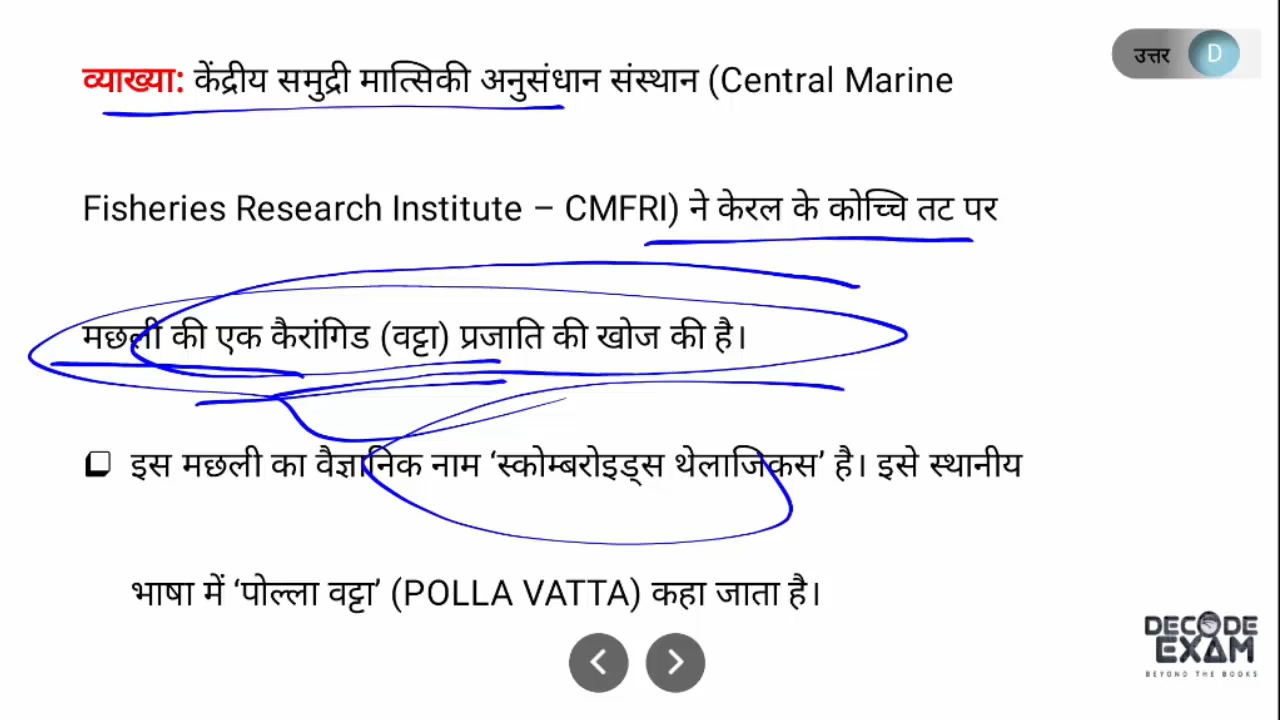 उत्तर D
व्याख्या: केंद्रीय समुद्री मात्सिकी अनुसंधान संस्थान (Central Marine
Fisheries Research Institute – CMFRI) ने केरल के कोच्चि तट पर
मछली की एक कैरांगिड (वट्टा) प्रजाति की खोज की है।
इस मछली का वैज्ञानिक नाम ‘स्कोम्बरोइड्स थेलाजिकस’ है। इसे स्थानीय
भाषा में ‘पोल्ला वट्टा’ (POLLA VATTA) कहा जाता है।
DECODE
EXAM
BEYOND THE BOOKS